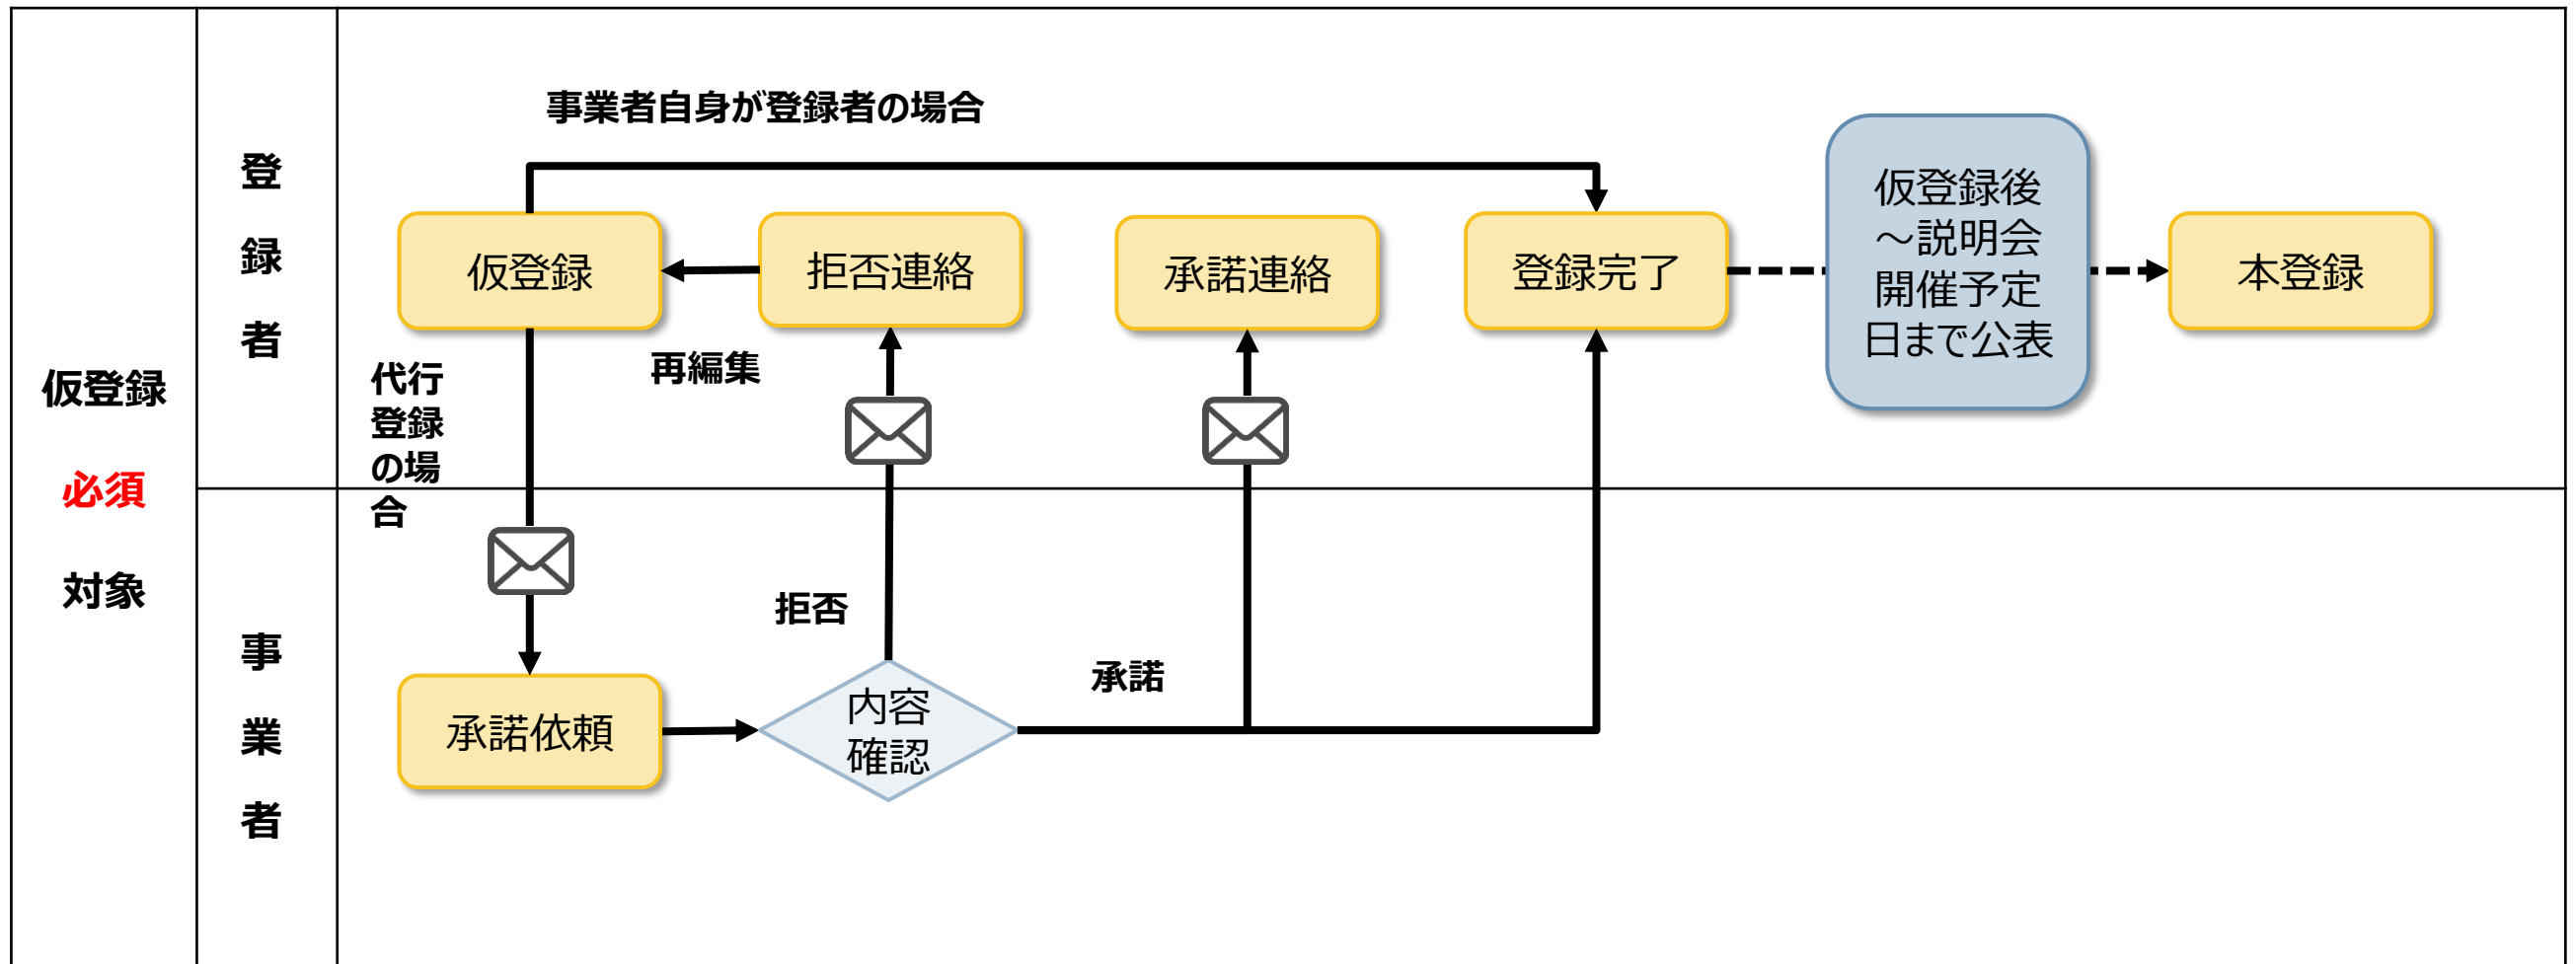 仮登録
必須
対象
登
録
者
事業者自身が登録者の場合
仮登録
拒否連絡
承諾連絡
登録完了
仮登録後
～説明会
開催予定
日まで公表
本登録
代行
登録
の場
合
再編集
事
業
者
拒否
承諾
承諾依頼
内容
確認